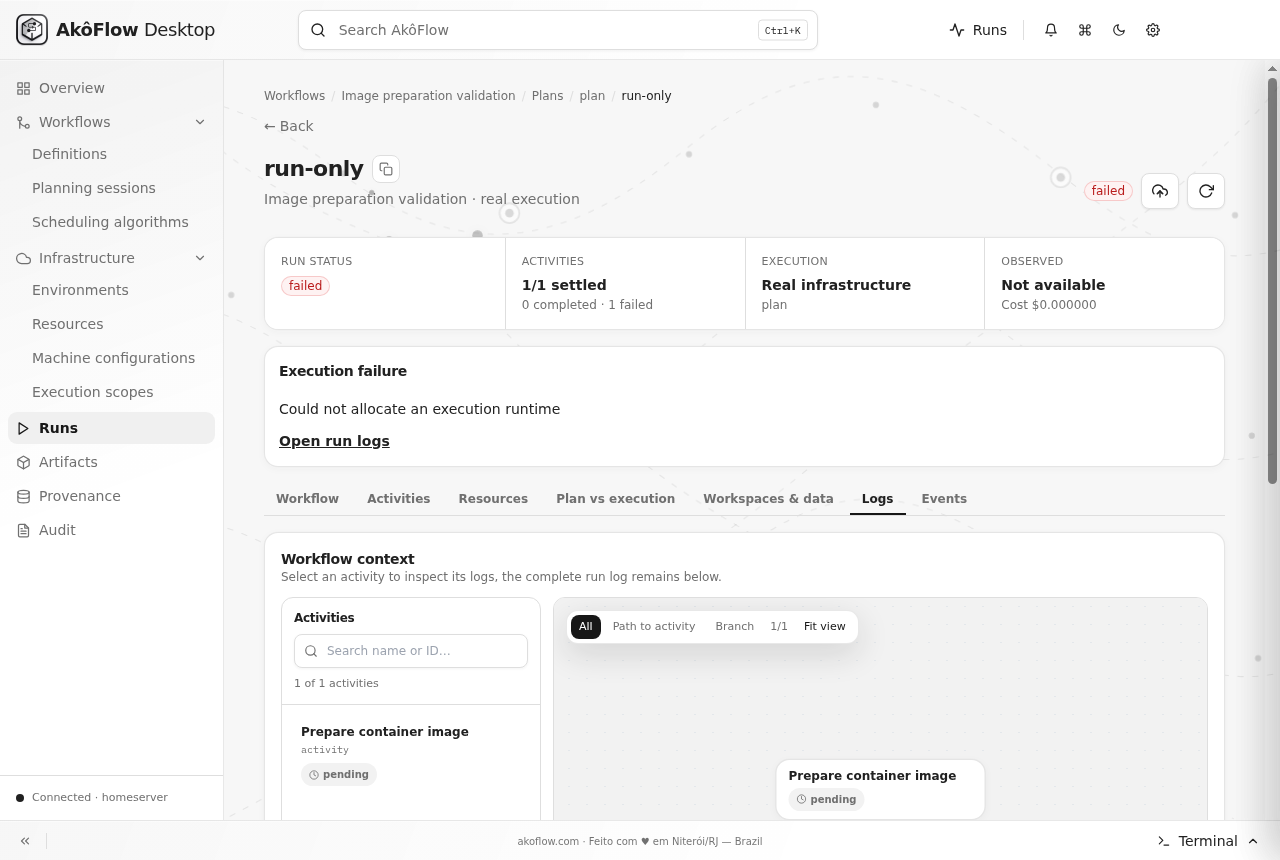 AkôFlow Desktop
Search AkôFlow
Ctrl+K
Runs
Overview
Workflows
Definitions
Planning sessions
Scheduling algorithms
Infrastructure
Environments
Resources
Machine configurations
Execution scopes
Runs
Artifacts
Provenance
Audit
Connected · homeserver
Workflows / Image preparation validation / Plans / plan / run-only
← Back
run-only
Image preparation validation · real execution
failed
RUN STATUS
failed
ACTIVITIES
1/1 settled
0 completed · 1 failed
EXECUTION
Real infrastructure
plan
OBSERVED
Not available
Cost $0.000000
Execution failure
Could not allocate an execution runtime
Open run logs
Workflow Activities Resources Plan vs execution Workspaces & data Logs Events
Workflow context
Select an activity to inspect its logs, the complete run log remains below.
Activities
Search name or ID...
1 of 1 activities
Prepare container image
activity
pending
All Path to activity Branch 1/1 Fit view
Prepare container image
pending
akoflow.com · Feito com ♥ em Niterói/RJ — Brazil
Terminal